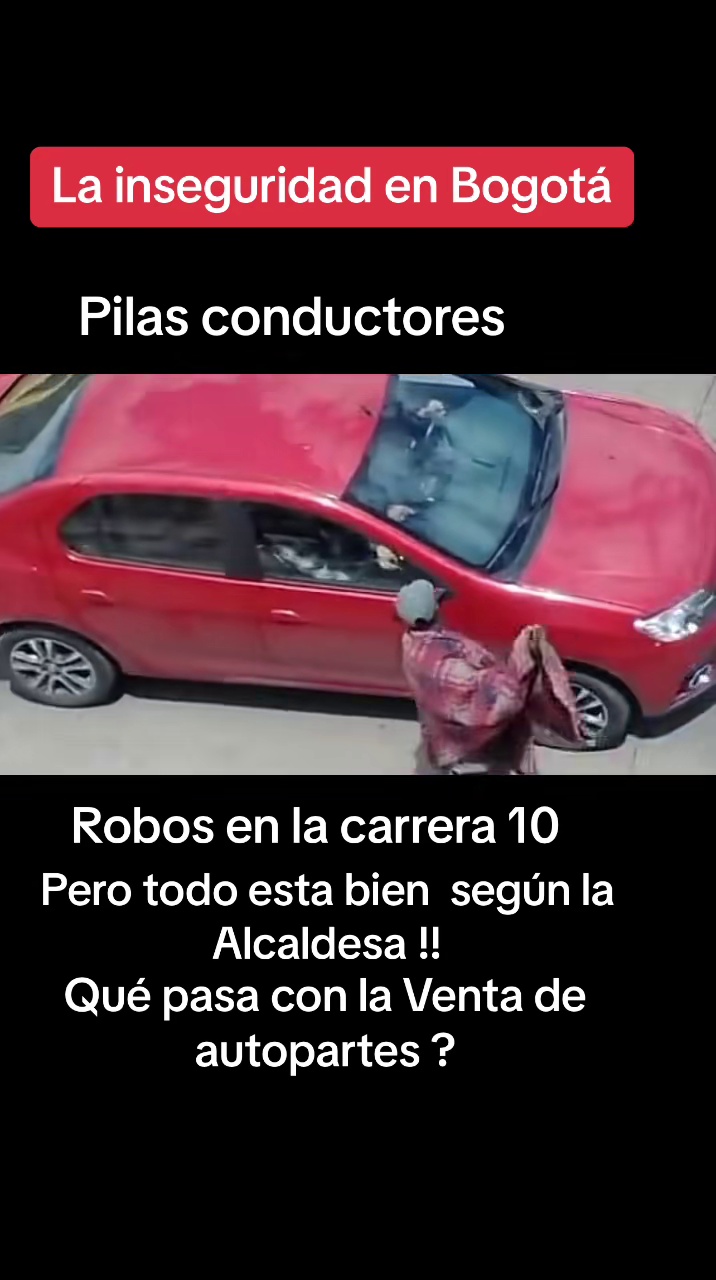 La inseguridad en Bogotá
Pilas conductores
Robos en la carrera 10
Pero todo esta bien  según la
Alcaldesa !!
Qué pasa con la Venta de
autopartes ?